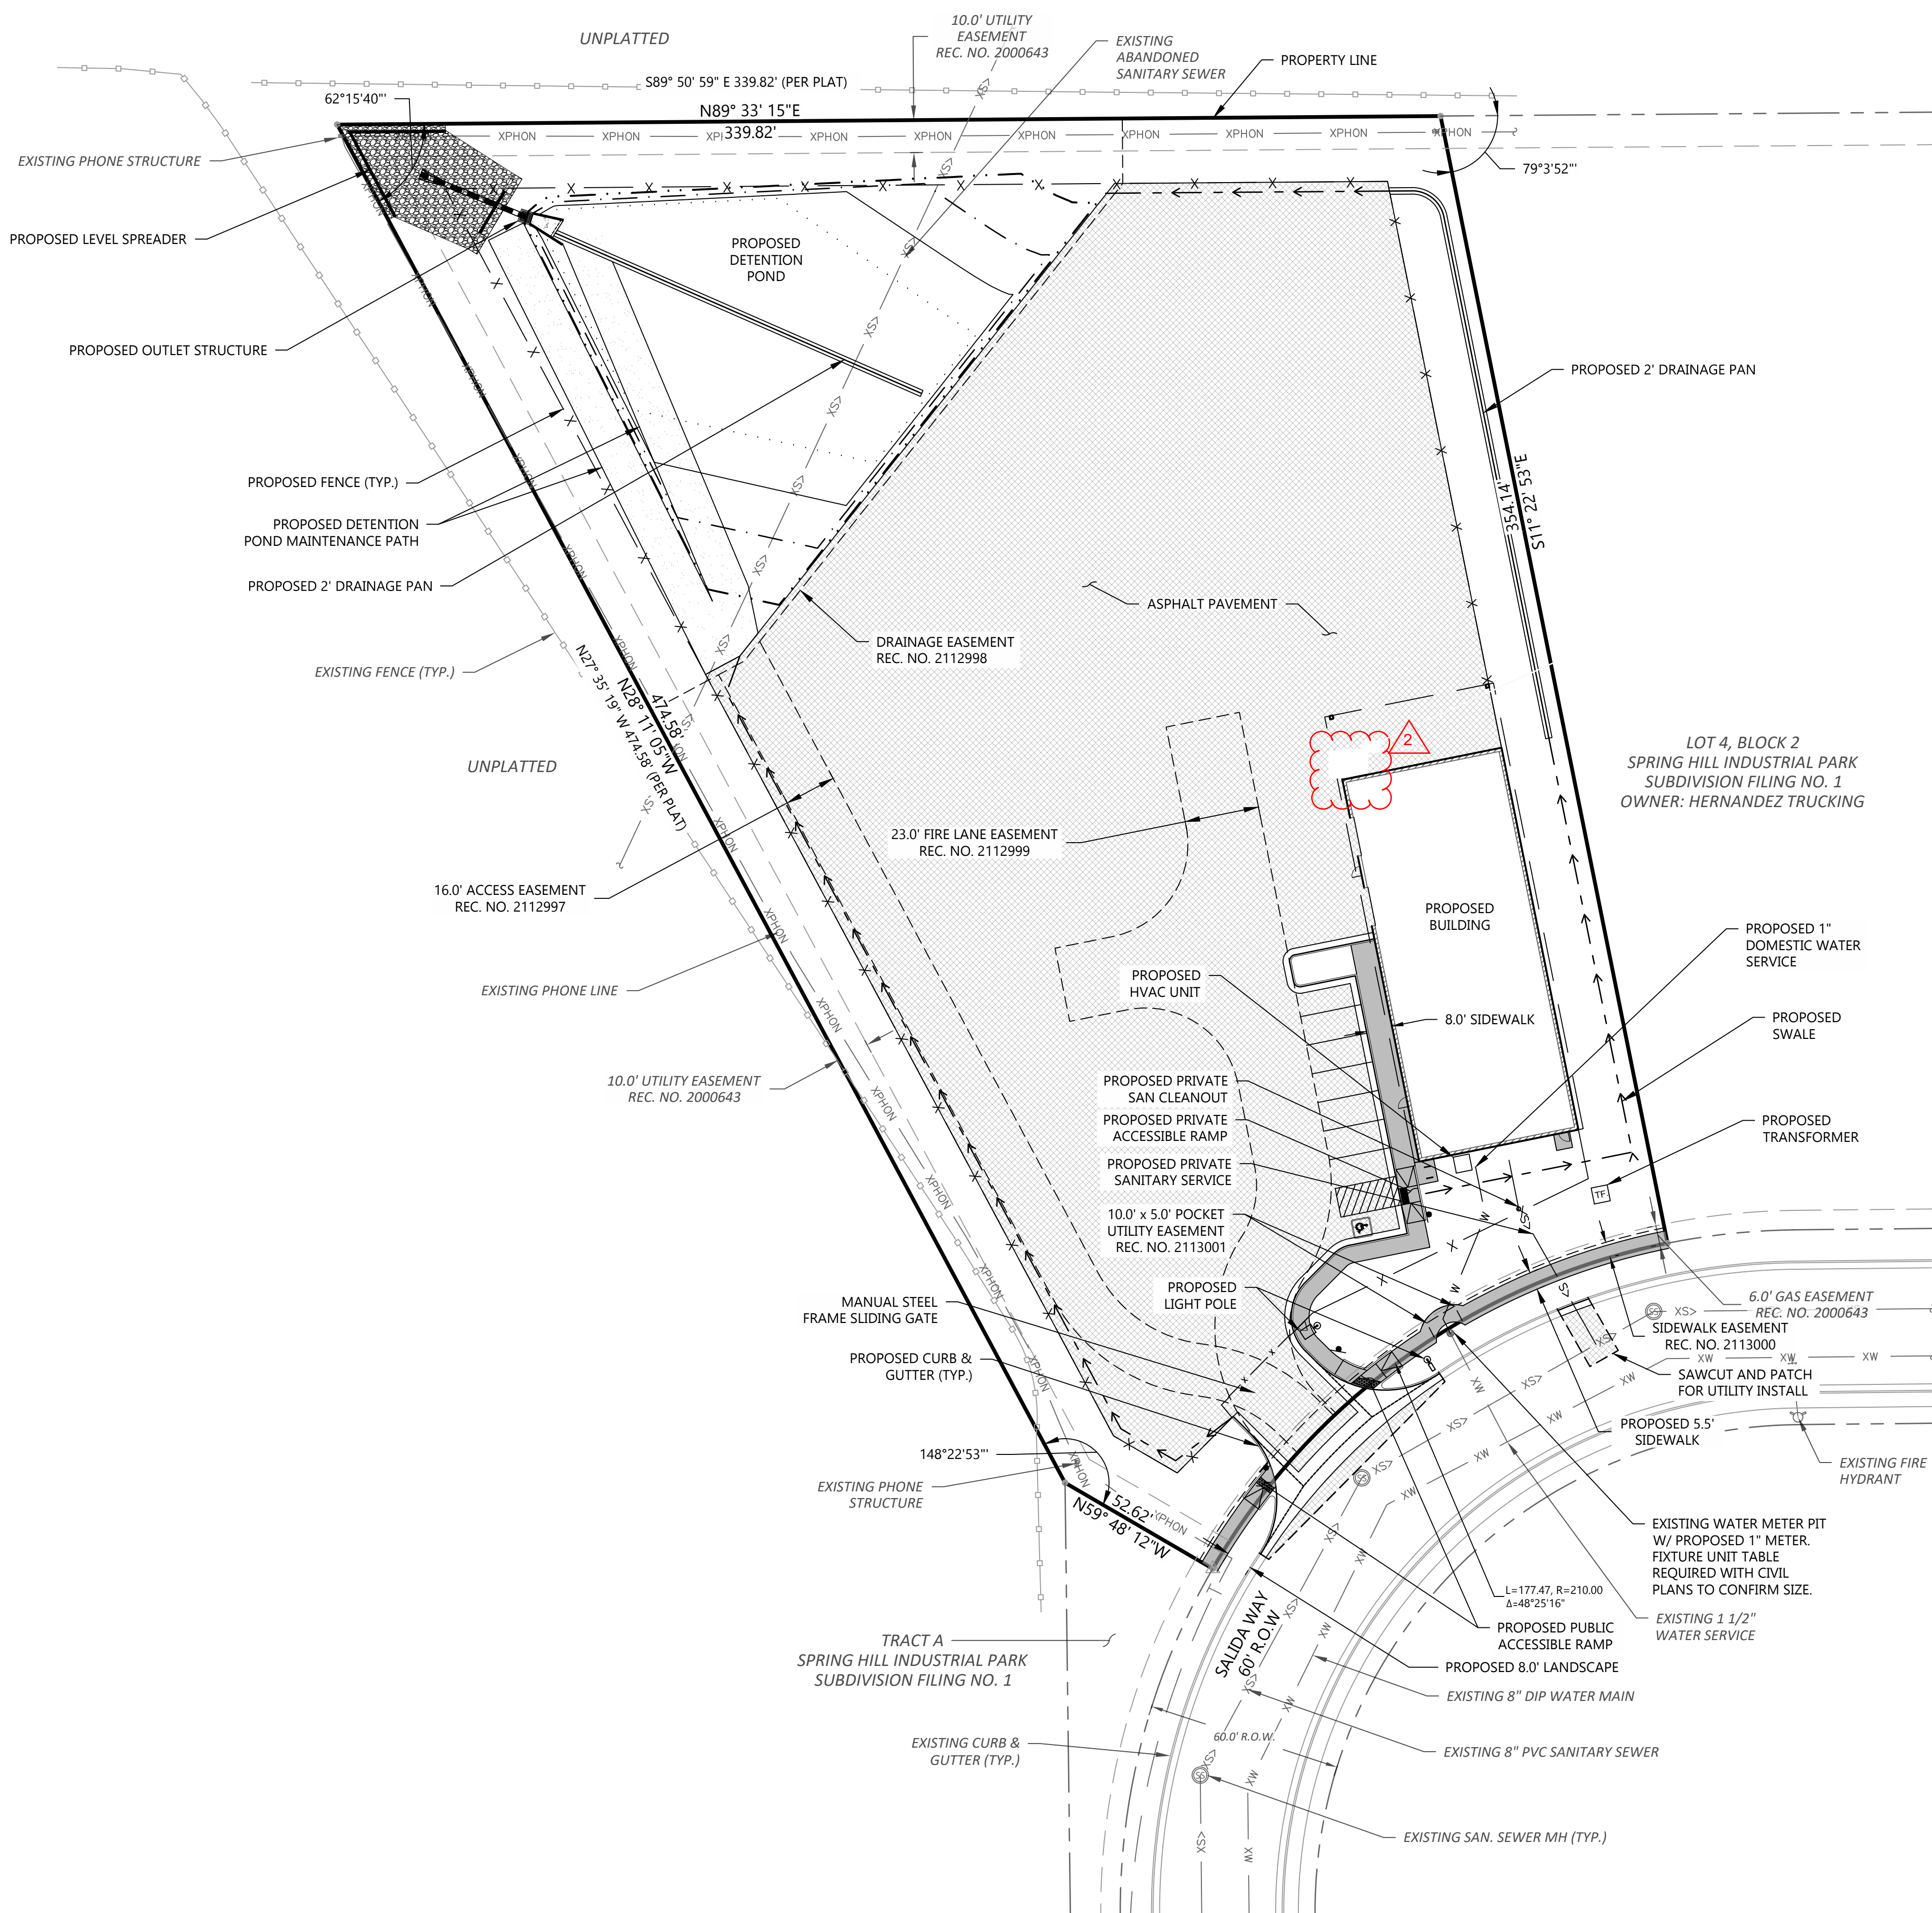 UNPLATTED
10.0' UTILITY
EASEMENT
REC. NO. 2000643
EXISTING
ABANDONED
SANITARY SEWER
PROPERTY LINE
S89° 50' 59" E 339.82' (PER PLAT)
62°15'40"'
N89° 33' 15"E
339.82'
XPHON XPHON XPHON XPHON XPHON XPHON XPHON XPHON XPHON
EXISTING PHONE STRUCTURE
79°3'52"'
PROPOSED LEVEL SPREADER
PROPOSED
DETENTION
POND
PROPOSED OUTLET STRUCTURE
PROPOSED 2' DRAINAGE PAN
PROPOSED FENCE (TYP.)
354.14'
S11° 22' 53"E
PROPOSED DETENTION
POND MAINTENANCE PATH
PROPOSED 2' DRAINAGE PAN
ASPHALT PAVEMENT
DRAINAGE EASEMENT
REC. NO. 2112998
EXISTING FENCE (TYP.)
474.58'
N28° 11' 05"W
N27° 35' 19" W 474.58' (PER PLAT)
UNPLATTED
2
LOT 4, BLOCK 2
SPRING HILL INDUSTRIAL PARK
SUBDIVISION FILING NO. 1
OWNER: HERNANDEZ TRUCKING
23.0' FIRE LANE EASEMENT
REC. NO. 2112999
16.0' ACCESS EASEMENT
REC. NO. 2112997
PROPOSED
BUILDING
PROPOSED 1"
DOMESTIC WATER
SERVICE
PROPOSED
HVAC UNIT
EXISTING PHONE LINE
8.0' SIDEWALK
PROPOSED
SWALE
10.0' UTILITY EASEMENT
REC. NO. 2000643
PROPOSED PRIVATE
SAN CLEANOUT
PROPOSED PRIVATE
ACCESSIBLE RAMP
PROPOSED
TRANSFORMER
PROPOSED PRIVATE
SANITARY SERVICE
TF
10.0' x 5.0' POCKET
UTILITY EASEMENT
REC. NO. 2113001
PROPOSED
LIGHT POLE
MANUAL STEEL
FRAME SLIDING GATE
6.0' GAS EASEMENT
REC. NO. 2000643
SIDEWALK EASEMENT
REC. NO. 2113000
PROPOSED CURB &
GUTTER (TYP.)
SAWCUT AND PATCH
FOR UTILITY INSTALL
PROPOSED 5.5'
SIDEWALK
148°22'53"'
EXISTING PHONE
STRUCTURE
EXISTING FIRE
HYDRANT
52.62'
N59° 48' 12"W
EXISTING WATER METER PIT
W/ PROPOSED 1" METER.
FIXTURE UNIT TABLE
REQUIRED WITH CIVIL
PLANS TO CONFIRM SIZE.
L=177.47, R=210.00
Δ=48°25'16"
EXISTING 1 1/2"
WATER SERVICE
PROPOSED PUBLIC
ACCESSIBLE RAMP
SALIDA WAY
60' R.O.W
TRACT A
SPRING HILL INDUSTRIAL PARK
SUBDIVISION FILING NO. 1
PROPOSED 8.0' LANDSCAPE
EXISTING 8" DIP WATER MAIN
60.0' R.O.W.
EXISTING CURB &
GUTTER (TYP.)
EXISTING 8" PVC SANITARY SEWER
EXISTING SAN. SEWER MH (TYP.)